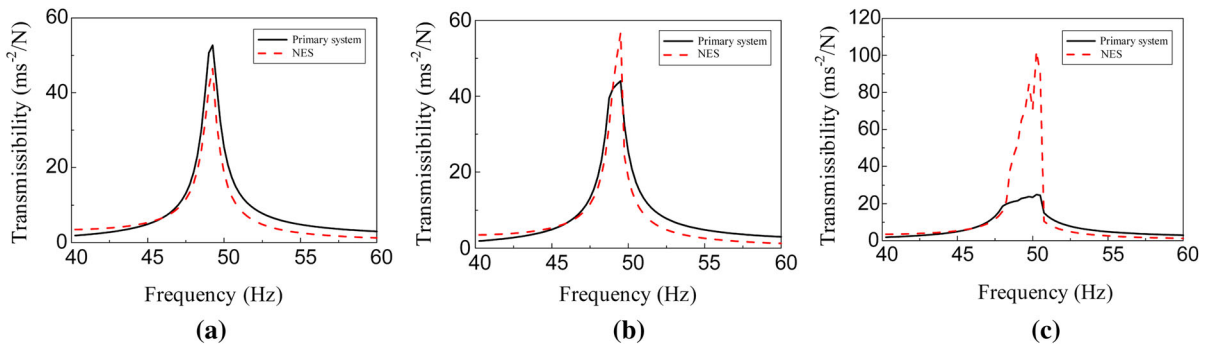 (a)
60
40
20
0
40
45
50
55
60
Transmissibility (ms⁻²/N)
Frequency (Hz)
Primary system
NES
(b)
60
40
20
0
40
45
50
55
60
Transmissibility (ms⁻²/N)
Frequency (Hz)
Primary system
NES
(c)
120
100
80
60
40
20
0
40
45
50
55
60
Transmissibility (ms⁻²/N)
Frequency (Hz)
Primary system
NES